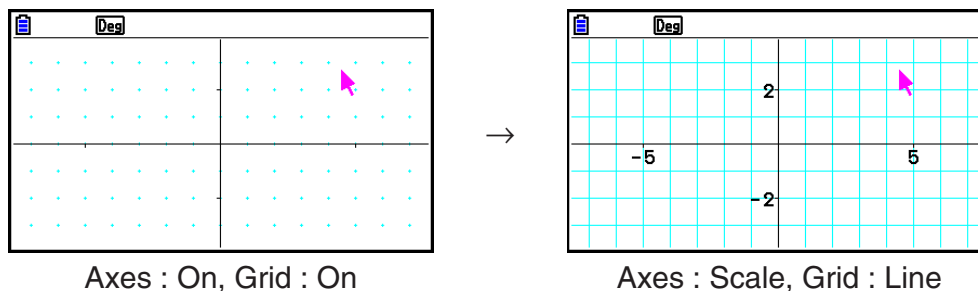 Deg
Deg
2
-5
5
-2
→
Axes : On, Grid : On
Axes : Scale, Grid : Line